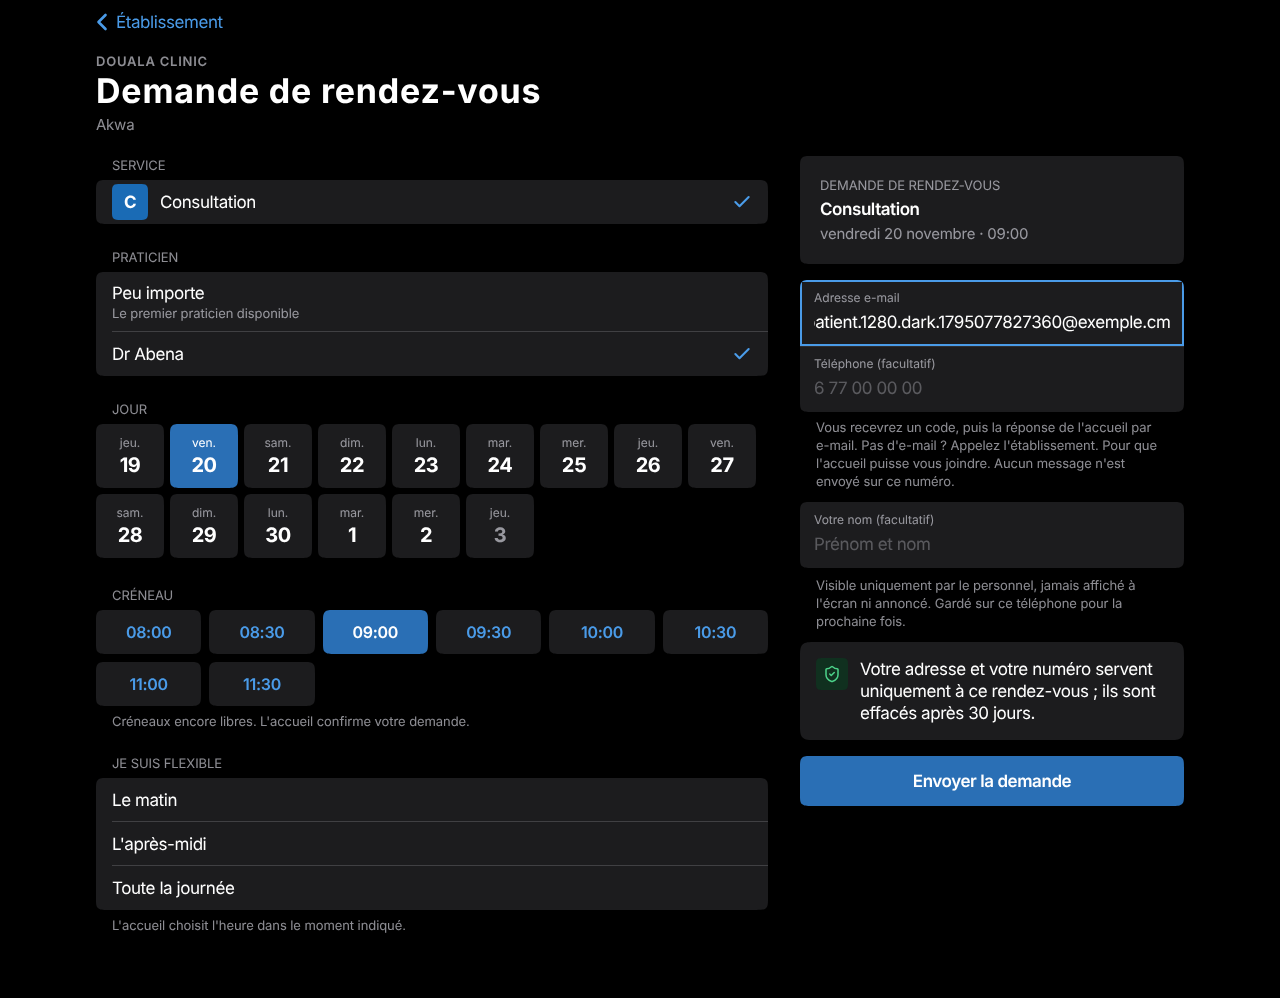 Établissement
DOUALA CLINIC
Demande de rendez-vous
Akwa
SERVICE
C Consultation
PRATICIEN
Peu importe
Le premier praticien disponible
Dr Abena
JOUR
jeu. ven. sam. dim. lun. mar. mer. jeu. ven.
19 20 21 22 23 24 25 26 27
sam. dim. lun. mar. mer. jeu.
28 29 30 1 2 3
CRÉNEAU
08:00 08:30 09:00 09:30 10:00 10:30
11:00 11:30
Créneaux encore libres. L'accueil confirme votre demande.
JE SUIS FLEXIBLE
Le matin
L'après-midi
Toute la journée
L'accueil choisit l'heure dans le moment indiqué.
DEMANDE DE RENDEZ-VOUS
Consultation
vendredi 20 novembre · 09:00
Adresse e-mail
atient.1280.dark.1795077827360@exemple.cm
Téléphone (facultatif)
6 77 00 00 00
Vous recevrez un code, puis la réponse de l'accueil par
e-mail. Pas d'e-mail ? Appelez l'établissement. Pour que
l'accueil puisse vous joindre. Aucun message n'est
envoyé sur ce numéro.
Votre nom (facultatif)
Prénom et nom
Visible uniquement par le personnel, jamais affiché à
l'écran ni annoncé. Gardé sur ce téléphone pour la
prochaine fois.
Votre adresse et votre numéro servent
uniquement à ce rendez-vous ; ils sont
effacés après 30 jours.
Envoyer la demande